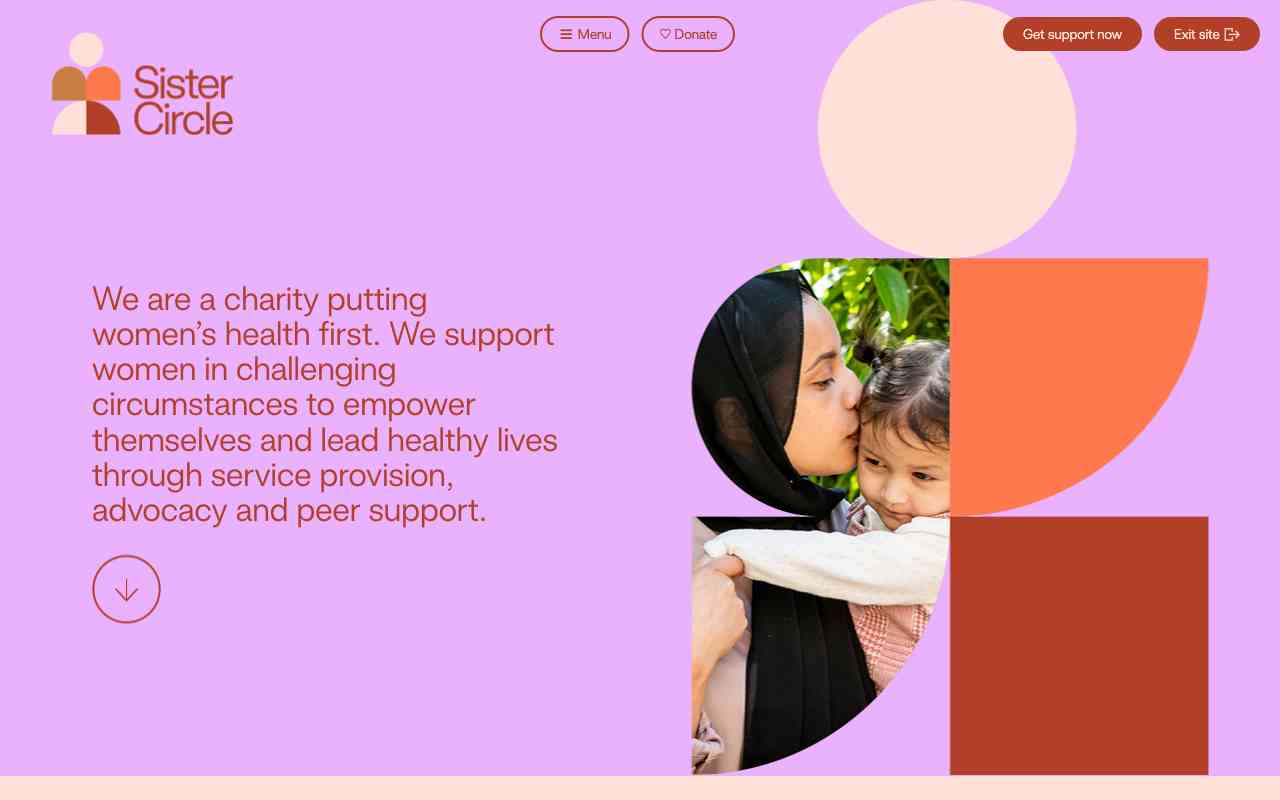 Menu
Donate
Get support now
Exit site
Sister
Circle
We are a charity putting
women’s health first. We support
women in challenging
circumstances to empower
themselves and lead healthy lives
through service provision,
advocacy and peer support.